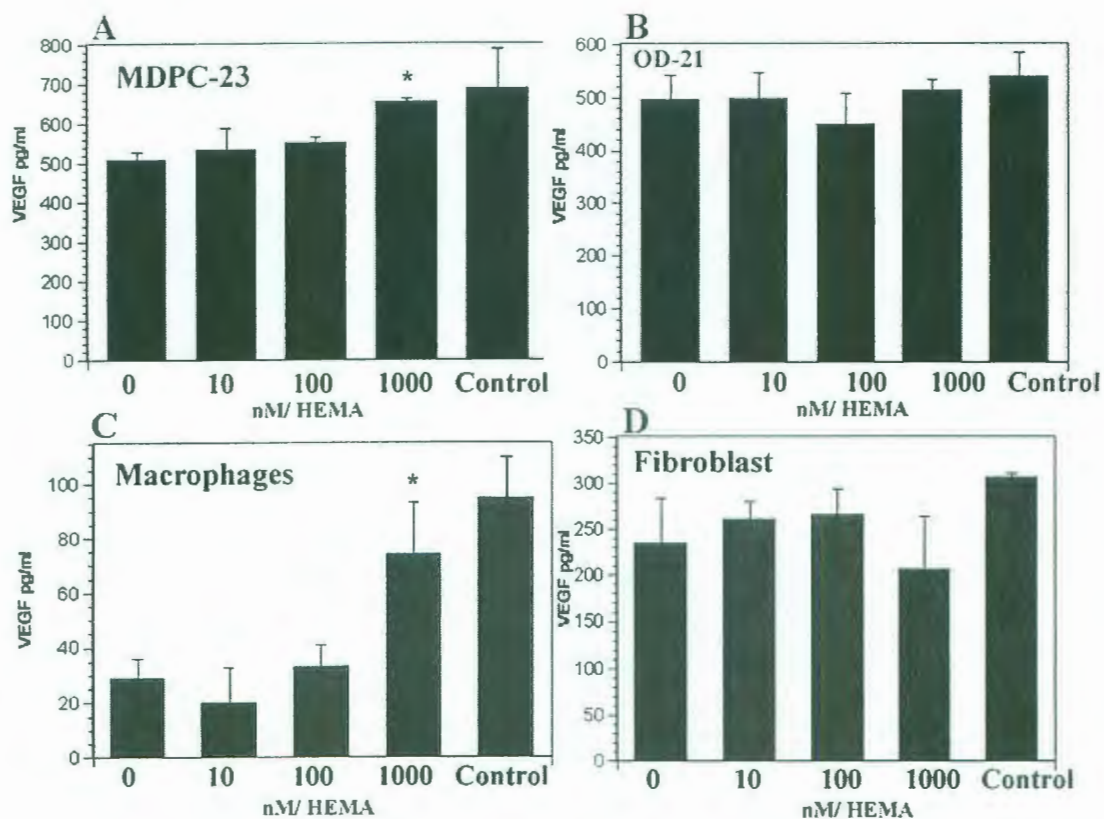 A
MDPC-23
800
700
600
500
400
300
200
100
0
VEGF pg/ml
*
0 10 100 1000 Control
nM/ HEMA
B
OD-21
600
500
400
300
200
100
0
VEGF pg/ml
0 10 100 1000 Control
nM/ HEMA
C
Macrophages
100
80
60
40
20
0
VEGF pg/ml
*
0 10 100 1000 Control
nM/ HEMA
D
Fibroblast
350
300
250
200
150
100
50
0
VEGF pg/ml
0 10 100 1000 Control
nM/ HEMA